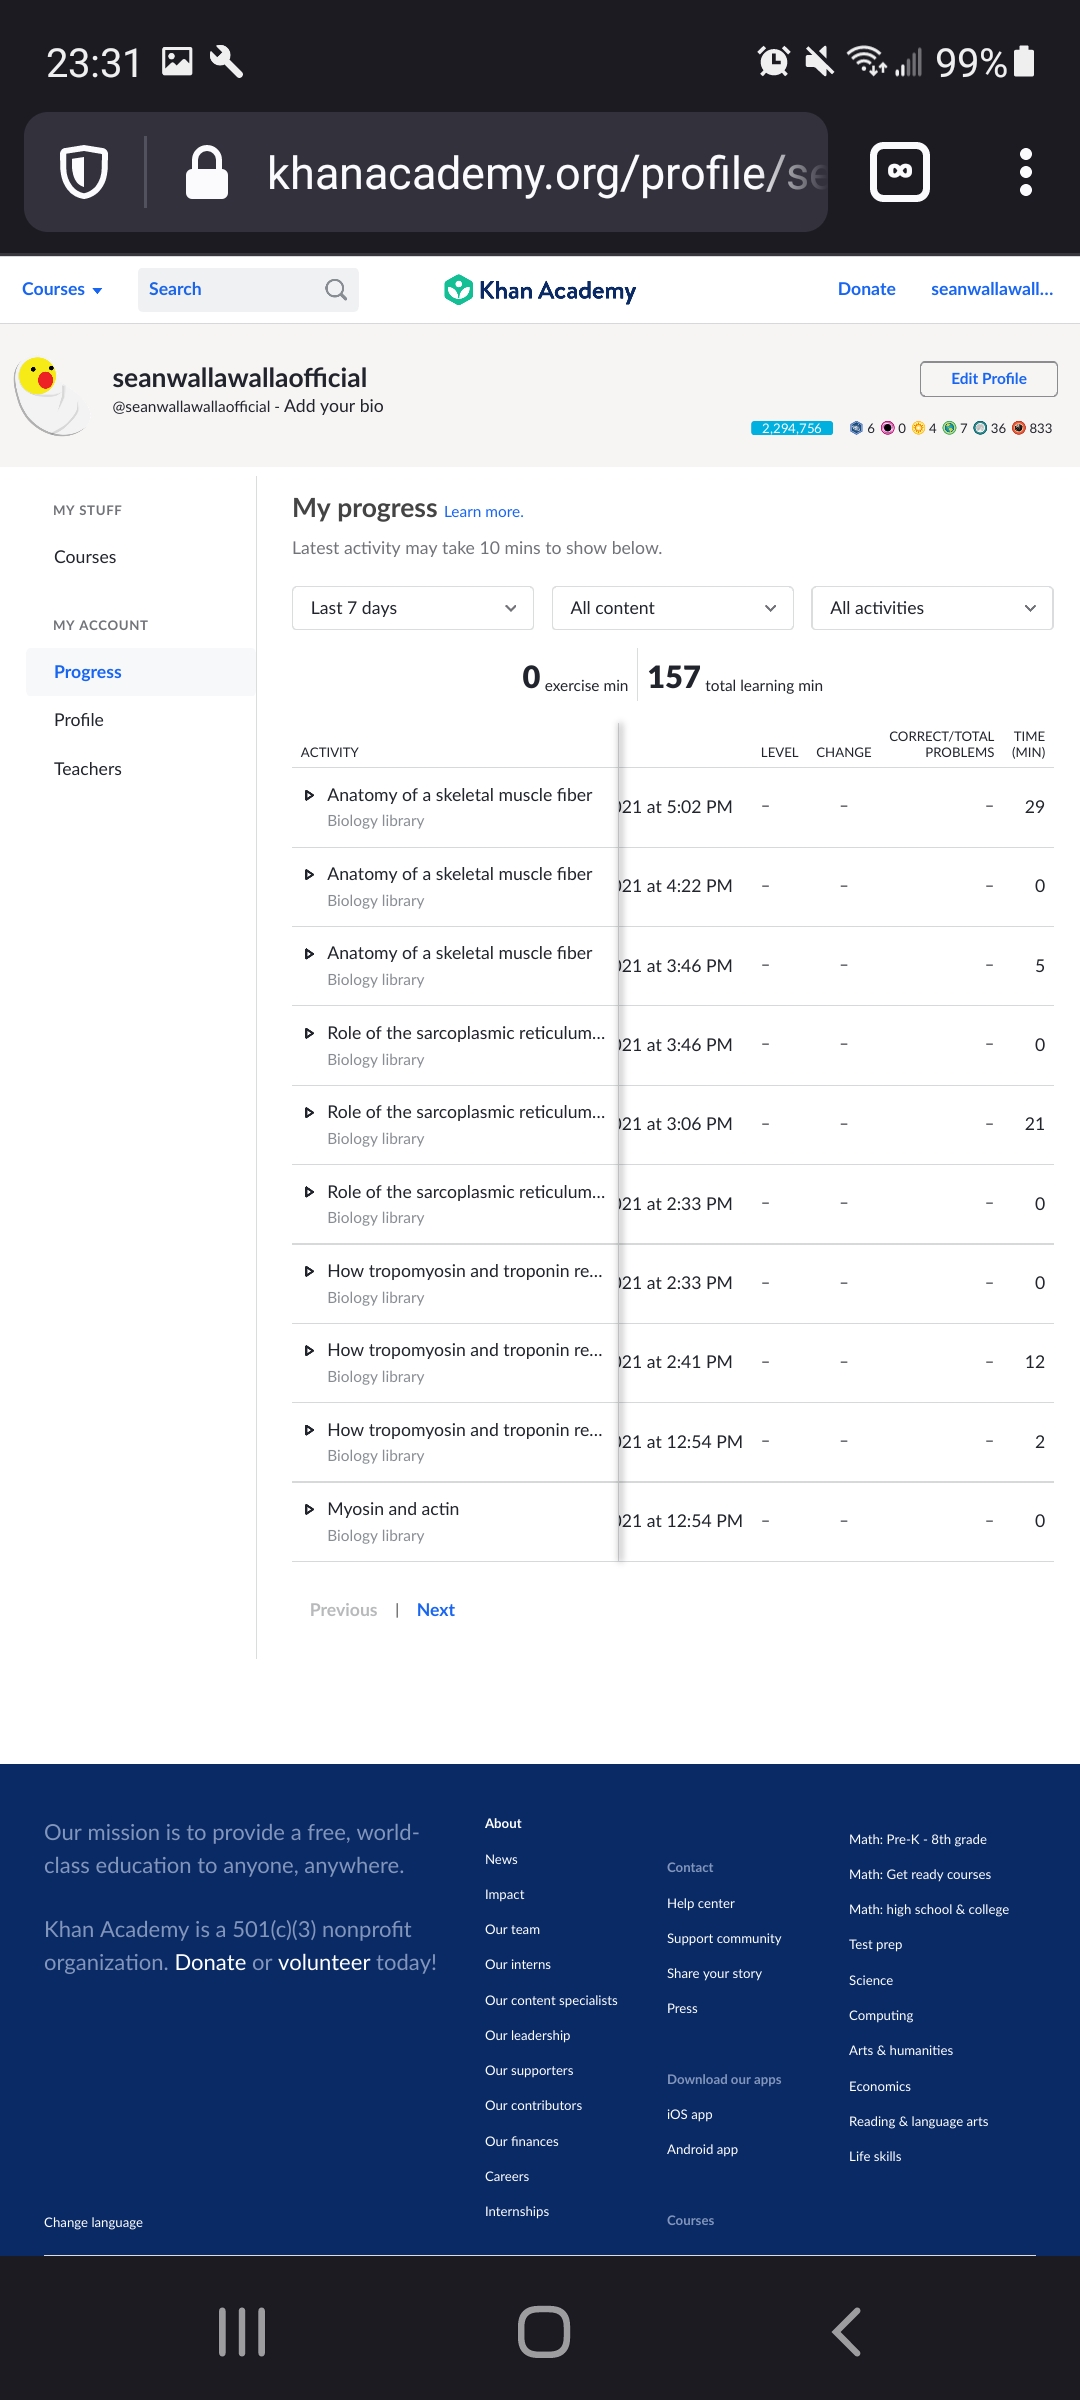 23:31
99%
khanacademy.org/profile/se
Courses
Search
Khan Academy
Donate
seanwallawall...
seanwallawallaofficial
@seanwallawallaofficial - Add your bio
Edit Profile
2,294,756 6 0 4 7 36 833
MY STUFF
Courses
MY ACCOUNT
Progress
Profile
Teachers
My progress Learn more.
Latest activity may take 10 mins to show below.
Last 7 days
All content
All activities
0 exercise min
157 total learning min
ACTIVITY LEVEL CHANGE CORRECT/TOTAL PROBLEMS TIME (MIN)
Anatomy of a skeletal muscle fiber
Biology library
021 at 5:02 PM – – – 29
Anatomy of a skeletal muscle fiber
Biology library
021 at 4:22 PM – – – 0
Anatomy of a skeletal muscle fiber
Biology library
021 at 3:46 PM – – – 5
Role of the sarcoplasmic reticulum...
Biology library
021 at 3:46 PM – – – 0
Role of the sarcoplasmic reticulum...
Biology library
021 at 3:06 PM – – – 21
Role of the sarcoplasmic reticulum...
Biology library
021 at 2:33 PM – – – 0
How tropomyosin and troponin re...
Biology library
021 at 2:33 PM – – – 0
How tropomyosin and troponin re...
Biology library
021 at 2:41 PM – – – 12
How tropomyosin and troponin re...
Biology library
021 at 12:54 PM – – – 2
Myosin and actin
Biology library
021 at 12:54 PM – – – 0
Previous | Next
Our mission is to provide a free, world-
class education to anyone, anywhere.
Khan Academy is a 501(c)(3) nonprofit
organization. Donate or volunteer today!
Change language
About
News
Impact
Our team
Our interns
Our content specialists
Our leadership
Our supporters
Our contributors
Our finances
Careers
Internships
Contact
Help center
Support community
Share your story
Press
Download our apps
iOS app
Android app
Courses
Math: Pre-K - 8th grade
Math: Get ready courses
Math: high school & college
Test prep
Science
Computing
Arts & humanities
Economics
Reading & language arts
Life skills